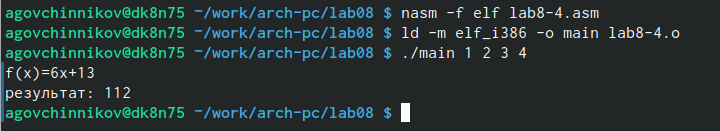 agovchinnikov@dk8n75 ~/work/arch-pc/lab08 $ nasm -f elf lab8-4.asm
agovchinnikov@dk8n75 ~/work/arch-pc/lab08 $ ld -m elf_i386 -o main lab8-4.o
agovchinnikov@dk8n75 ~/work/arch-pc/lab08 $ ./main 1 2 3 4
f(x)=6x+13
результат: 112
agovchinnikov@dk8n75 ~/work/arch-pc/lab08 $